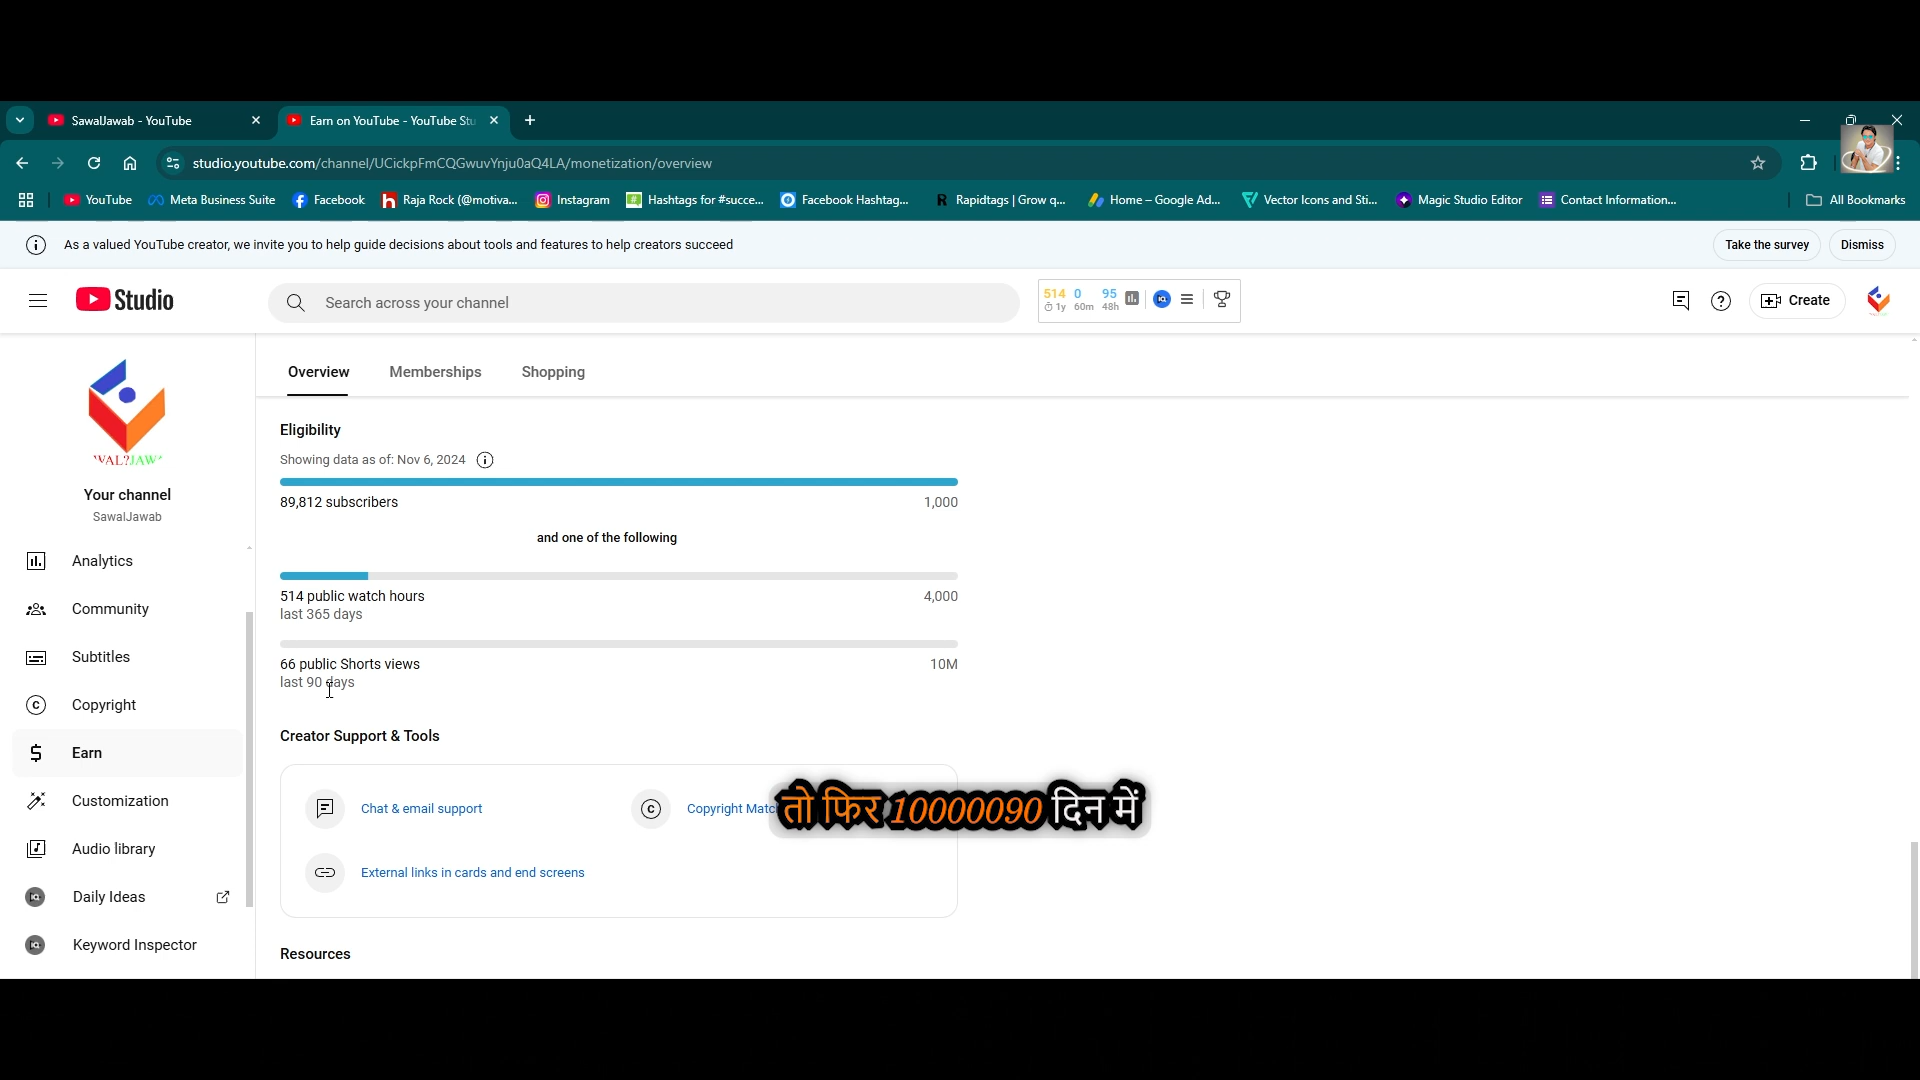 SawalJawab - YouTube
Earn on YouTube - YouTube Stu
studio.youtube.com/channel/UCickpFmCQGwuvYnju0aQ4LA/monetization/overview
YouTube
Meta Business Suite
Facebook
Raja Rock (@motiva...
Instagram
Hashtags for #succe...
Facebook Hashtag...
Rapidtags | Grow q...
Home – Google Ad...
Vector Icons and Sti...
Magic Studio Editor
Contact Information...
All Bookmarks
As a valued YouTube creator, we invite you to help guide decisions about tools and features to help creators succeed
Take the survey
Dismiss
Studio
Search across your channel
514 0 95
1y 60m 48h
Create
Overview
Memberships
Shopping
Your channel
SawalJawab
Analytics
Community
Subtitles
Copyright
Earn
Customization
Audio library
Daily Ideas
Keyword Inspector
Eligibility
Showing data as of: Nov 6, 2024
89,812 subscribers 1,000
and one of the following
514 public watch hours 4,000
last 365 days
66 public Shorts views 10M
last 90 days
Creator Support & Tools
Chat & email support
Copyright Matc
External links in cards and end screens
तो फिर 10000090 दिन में
Resources